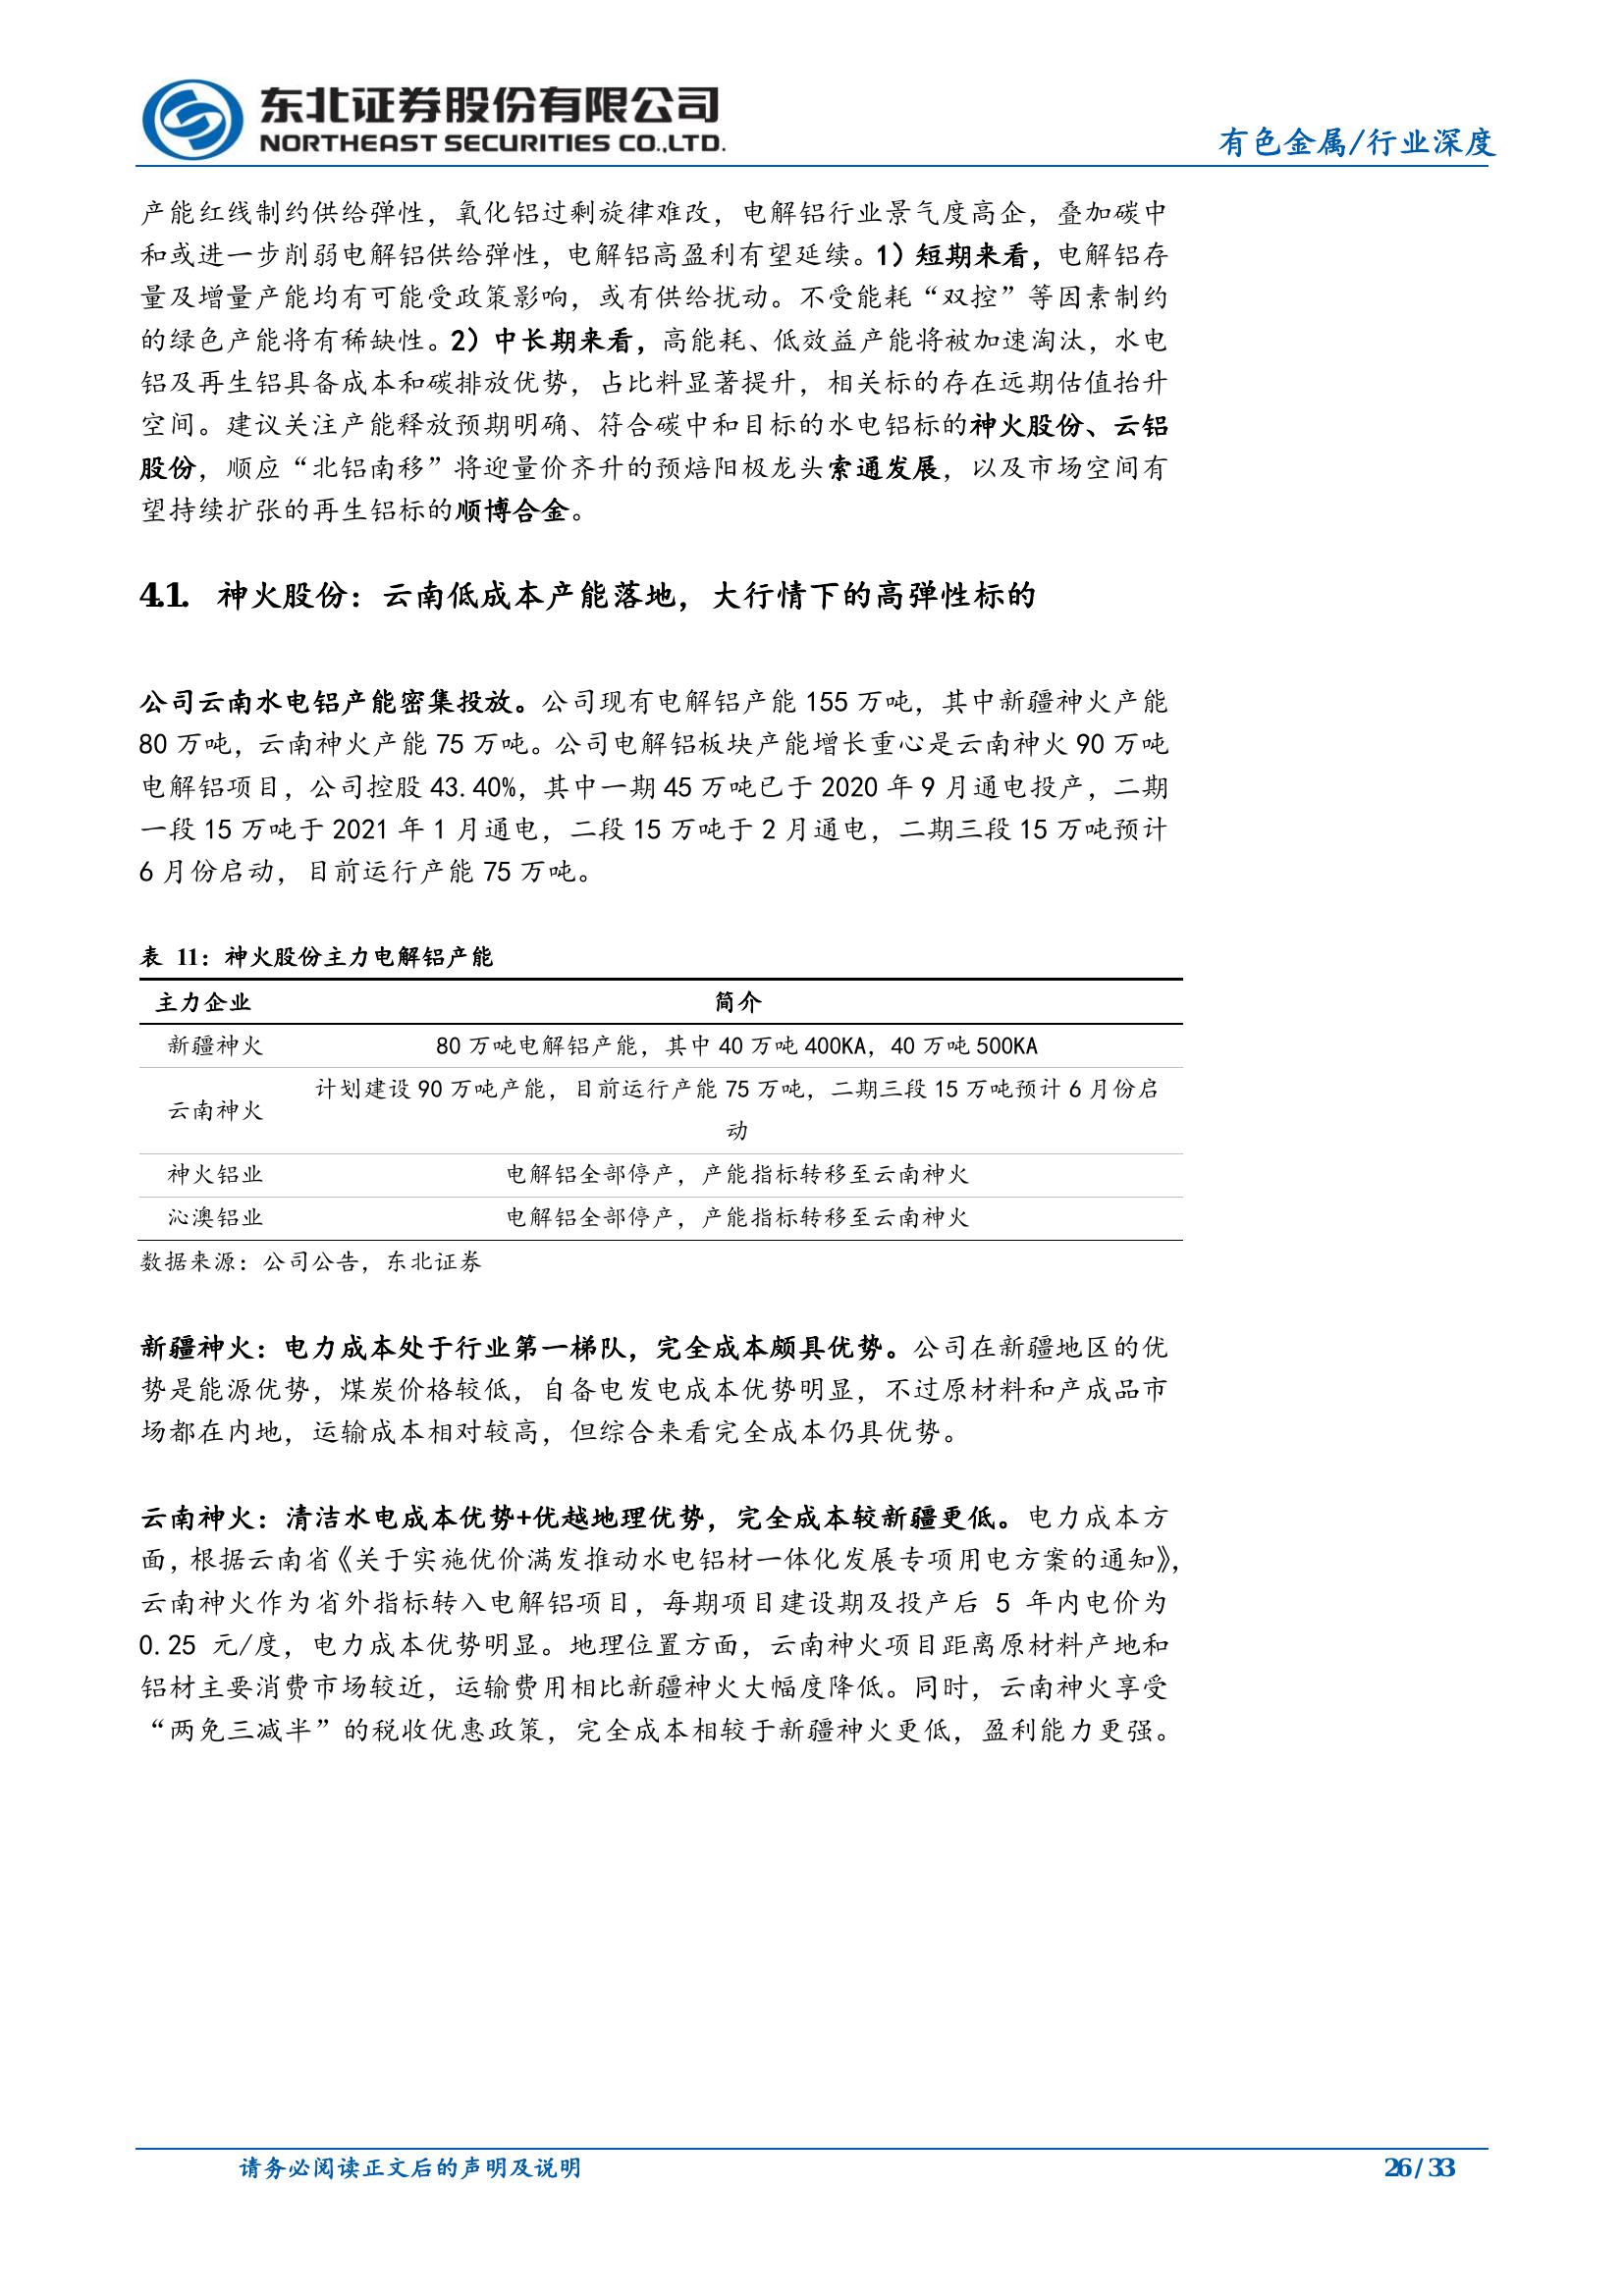 东北证券股份有限公司
NORTHEAST SECURITIES CO.,LTD.
有色金属/行业深度
产能红线制约供给弹性，氧化铝过剩旋律难改，电解铝行业景气度高企，叠加碳中
和或进一步削弱电解铝供给弹性，电解铝高盈利有望延续。1）短期来看，电解铝存
量及增量产能均有可能受政策影响，或有供给扰动。不受能耗“双控”等因素制约
的绿色产能将有稀缺性。2）中长期来看，高能耗、低效益产能将被加速淘汰，水电
铝及再生铝具备成本和碳排放优势，占比料显著提升，相关标的存在远期估值抬升
空间。建议关注产能释放预期明确、符合碳中和目标的水电铝标的神火股份、云铝
股份，顺应“北铝南移”将迎量价齐升的预焙阳极龙头索通发展，以及市场空间有
望持续扩张的再生铝标的顺博合金。
4.1. 神火股份：云南低成本产能落地，大行情下的高弹性标的
公司云南水电铝产能密集投放。公司现有电解铝产能 155 万吨，其中新疆神火产能
80 万吨，云南神火产能 75 万吨。公司电解铝板块产能增长重心是云南神火 90 万吨
电解铝项目，公司控股 43.40%，其中一期 45 万吨已于 2020 年 9 月通电投产，二期
一段 15 万吨于 2021 年 1 月通电，二段 15 万吨于 2 月通电，二期三段 15 万吨预计
6 月份启动，目前运行产能 75 万吨。
表 11：神火股份主力电解铝产能
主力企业 简介
新疆神火 80 万吨电解铝产能，其中 40 万吨 400KA，40 万吨 500KA
云南神火 计划建设 90 万吨产能，目前运行产能 75 万吨，二期三段 15 万吨预计 6 月份启
动
神火铝业 电解铝全部停产，产能指标转移至云南神火
沁澳铝业 电解铝全部停产，产能指标转移至云南神火
数据来源：公司公告，东北证券
新疆神火：电力成本处于行业第一梯队，完全成本颇具优势。公司在新疆地区的优
势是能源优势，煤炭价格较低，自备电发电成本优势明显，不过原材料和产成品市
场都在内地，运输成本相对较高，但综合来看完全成本仍具优势。
云南神火：清洁水电成本优势+优越地理优势，完全成本较新疆更低。电力成本方
面，根据云南省《关于实施优价满发推动水电铝材一体化发展专项用电方案的通知》，
云南神火作为省外指标转入电解铝项目，每期项目建设期及投产后 5 年内电价为
0.25 元/度，电力成本优势明显。地理位置方面，云南神火项目距离原材料产地和
铝材主要消费市场较近，运输费用相比新疆神火大幅度降低。同时，云南神火享受
“两免三减半”的税收优惠政策，完全成本相较于新疆神火更低，盈利能力更强。
请务必阅读正文后的声明及说明
26 / 33